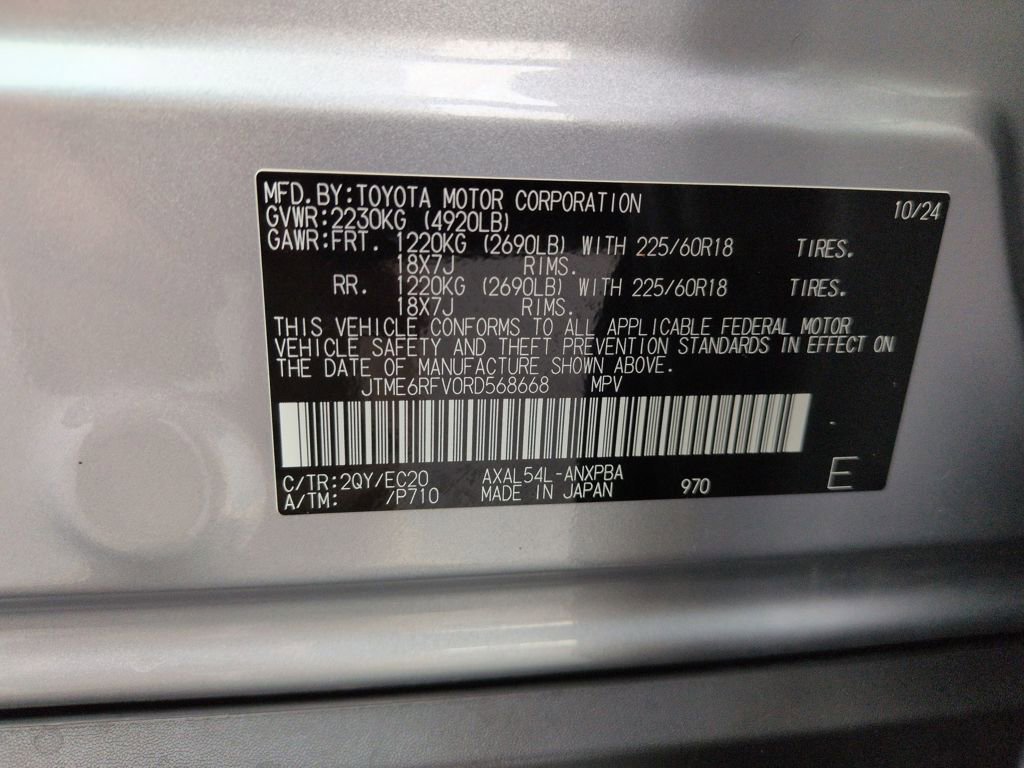 MFD.BY:TOYOTA MOTOR CORPORATION 10/24
GVWR:2230KG (4920LB)
GAWR:FRT. 1220KG (2690LB) WITH 225/60R18 TIRES.
18X7J RIMS.
RR. 1220KG (2690LB) WITH 225/60R18 TIRES.
18X7J RIMS.
THIS VEHICLE CONFORMS TO ALL APPLICABLE FEDERAL MOTOR
VEHICLE SAFETY AND THEFT PREVENTION STANDARDS IN EFFECT ON
THE DATE OF MANUFACTURE SHOWN ABOVE.
JTME6RFV0RD568668 MPV
C/TR:2QY/EC20 AXAL54L-ANXPBA
A/TM: /P710 MADE IN JAPAN 970 E